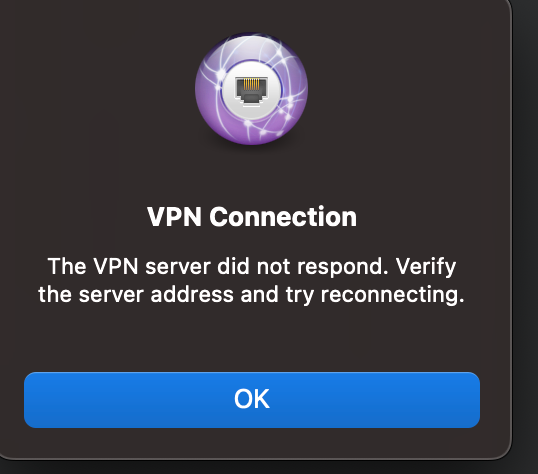 VPN Connection
The VPN server did not respond. Verify
the server address and try reconnecting.
OK